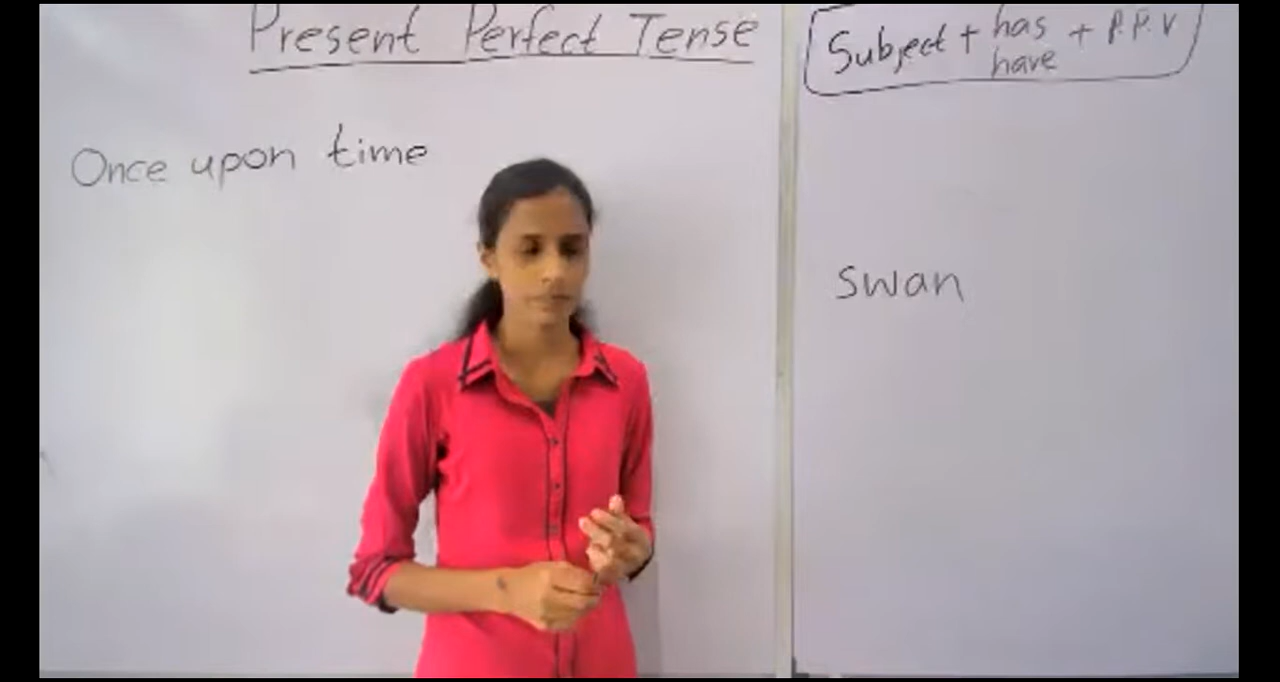 Present Perfect Tense
Subject + has + P.P.V
have
Once upon time
swan